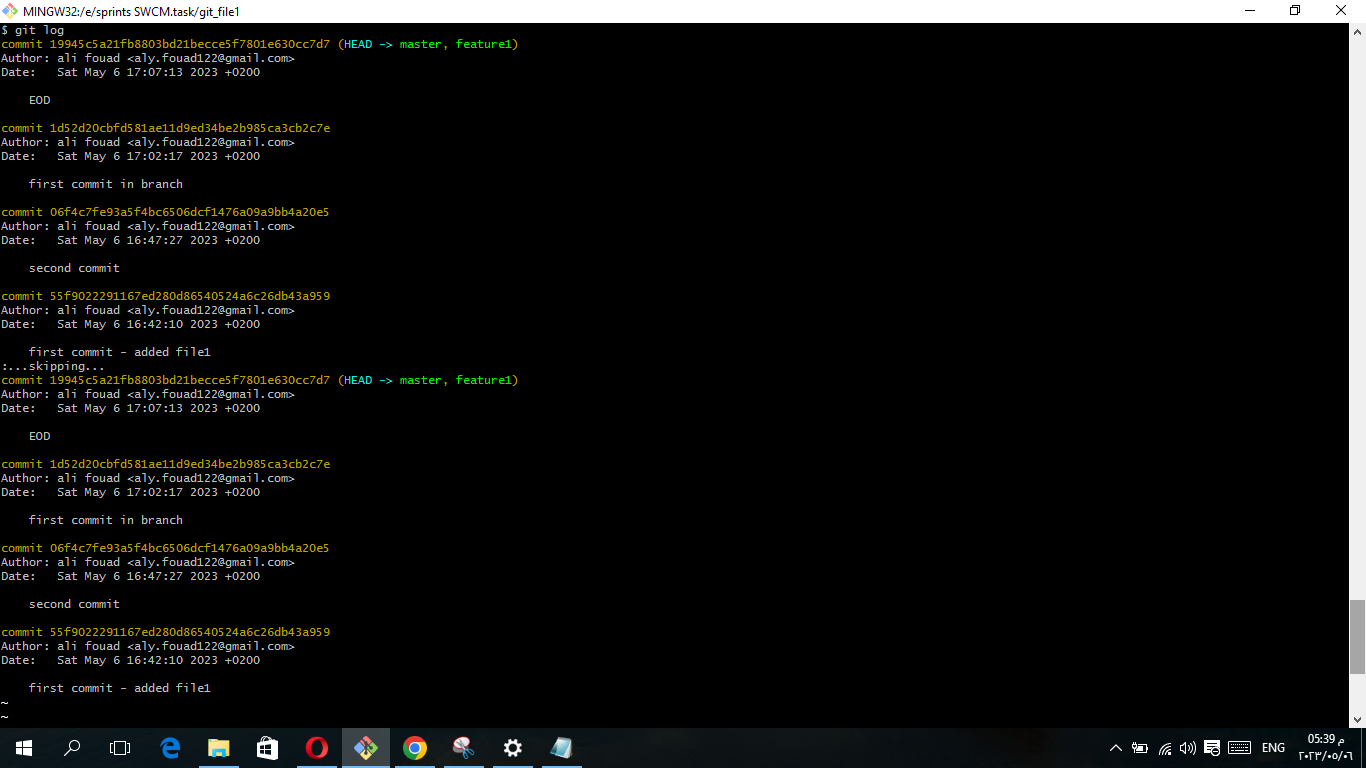 MINGW32:/e/sprints SWCM.task/git_file1
$ git log
commit 19945c5a21fb8803bd21becce5f7801e630cc7d7 (HEAD -> master, feature1)
Author: ali fouad <aly.fouad122@gmail.com>
Date:   Sat May 6 17:07:13 2023 +0200
    EOD
commit 1d52d20cbfd581ae11d9ed34be2b985ca3cb2c7e
Author: ali fouad <aly.fouad122@gmail.com>
Date:   Sat May 6 17:02:17 2023 +0200
    first commit in branch
commit 06f4c7fe93a5f4bc6506dcf1476a09a9bb4a20e5
Author: ali fouad <aly.fouad122@gmail.com>
Date:   Sat May 6 16:47:27 2023 +0200
    second commit
commit 55f9022291167ed280d86540524a6c26db43a959
Author: ali fouad <aly.fouad122@gmail.com>
Date:   Sat May 6 16:42:10 2023 +0200
    first commit - added file1
:...skipping...
commit 19945c5a21fb8803bd21becce5f7801e630cc7d7 (HEAD -> master, feature1)
Author: ali fouad <aly.fouad122@gmail.com>
Date:   Sat May 6 17:07:13 2023 +0200
    EOD
commit 1d52d20cbfd581ae11d9ed34be2b985ca3cb2c7e
Author: ali fouad <aly.fouad122@gmail.com>
Date:   Sat May 6 17:02:17 2023 +0200
    first commit in branch
commit 06f4c7fe93a5f4bc6506dcf1476a09a9bb4a20e5
Author: ali fouad <aly.fouad122@gmail.com>
Date:   Sat May 6 16:47:27 2023 +0200
    second commit
commit 55f9022291167ed280d86540524a6c26db43a959
Author: ali fouad <aly.fouad122@gmail.com>
Date:   Sat May 6 16:42:10 2023 +0200
    first commit - added file1
~
~
ENG
05:39 م
٢٠٢٣/٠٥/٠٦